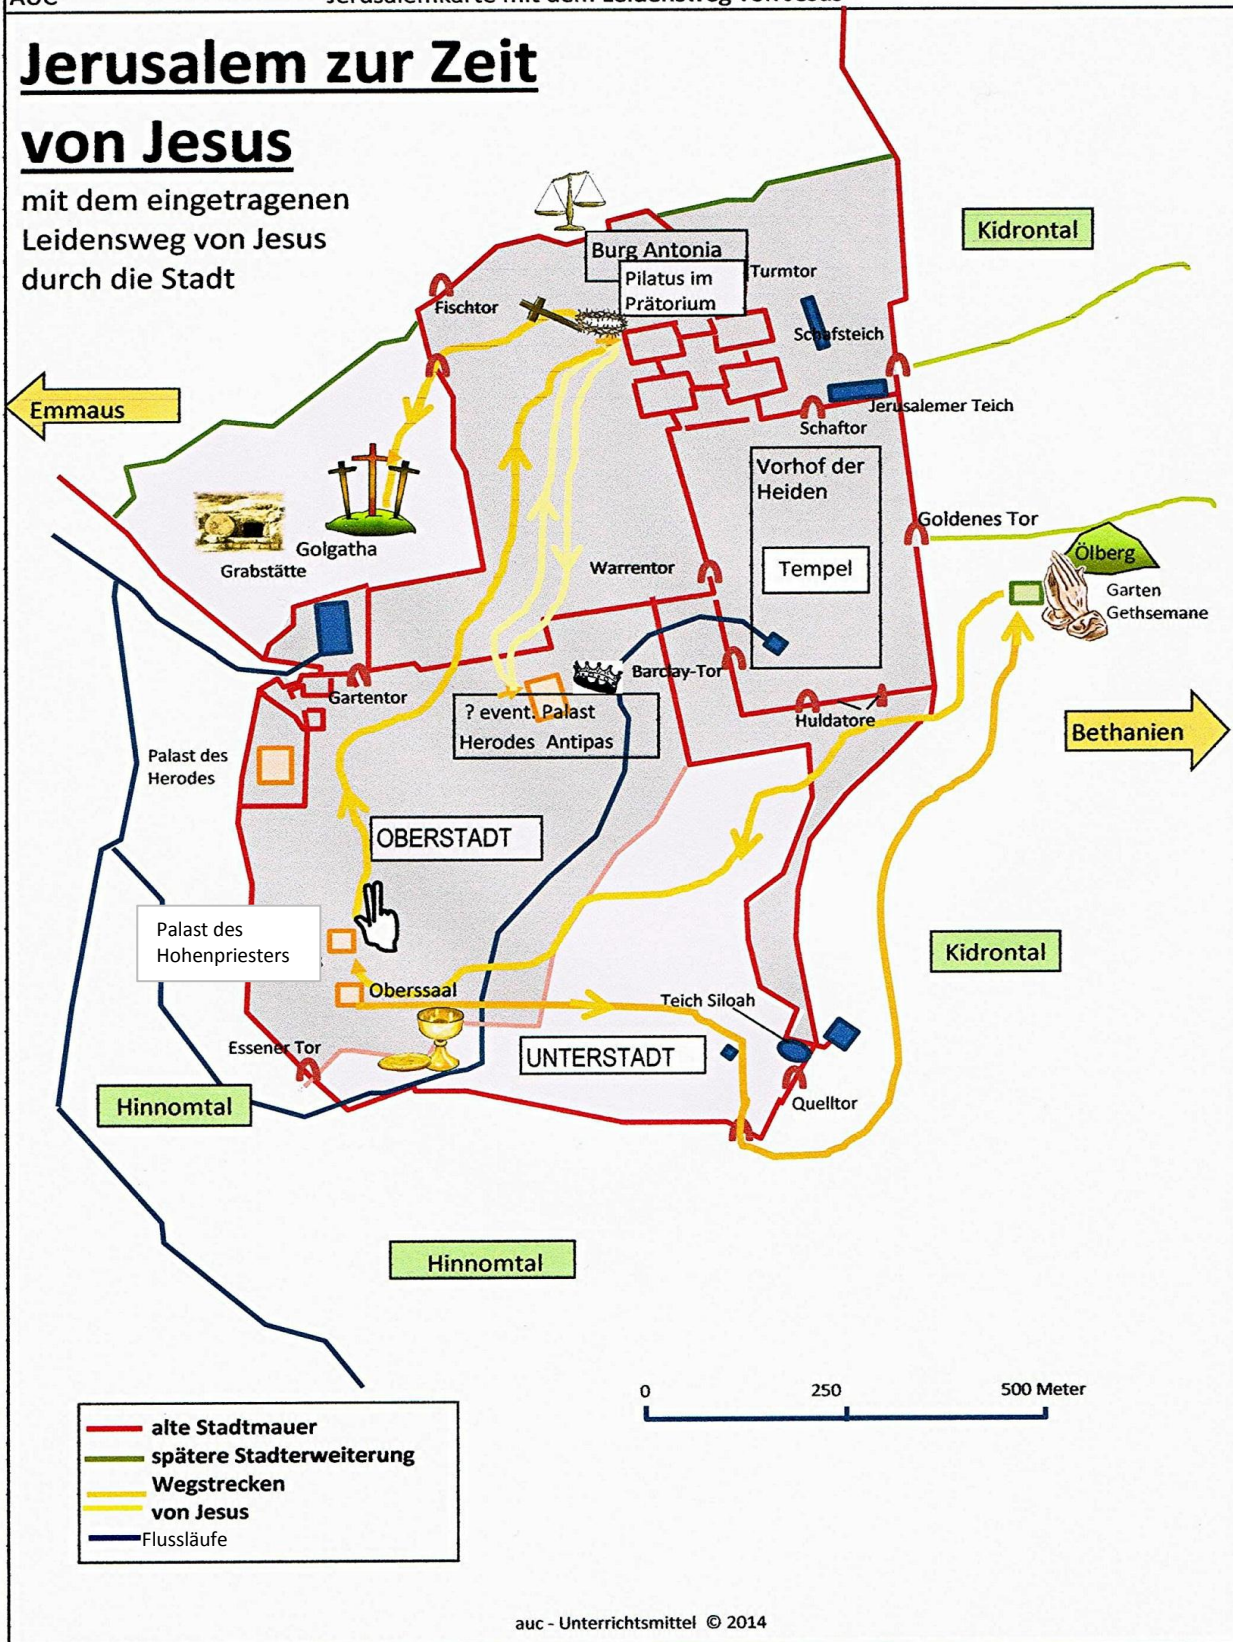 Jerusalem zur Zeit
von Jesus
mit dem eingetragenen
Leidensweg von Jesus
durch die Stadt
Kidrontal
Burg Antonia
Pilatus im
Prätorium
Turmtor
Fischtor
Schafsteich
Emmaus
Jerusalemer Teich
Schaftor
Vorhof der
Heiden
Goldenes Tor
Golgatha
Grabstätte
Warrentor
Tempel
Ölberg
Garten
Gethsemane
Barclay-Tor
Gartentor
? event. Palast
Herodes Antipas
Huldatore
Bethanien
Palast des
Herodes
OBERSTADT
Palast des
Hohenpriesters
Kidrontal
Oberssaal
Teich Siloah
Essener Tor
UNTERSTADT
Hinnomtal
Quelltor
Hinnomtal
0 250 500 Meter
alte Stadtmauer
spätere Stadterweiterung
Wegstrecken
von Jesus
Flussläufe
auc - Unterrichtsmittel © 2014